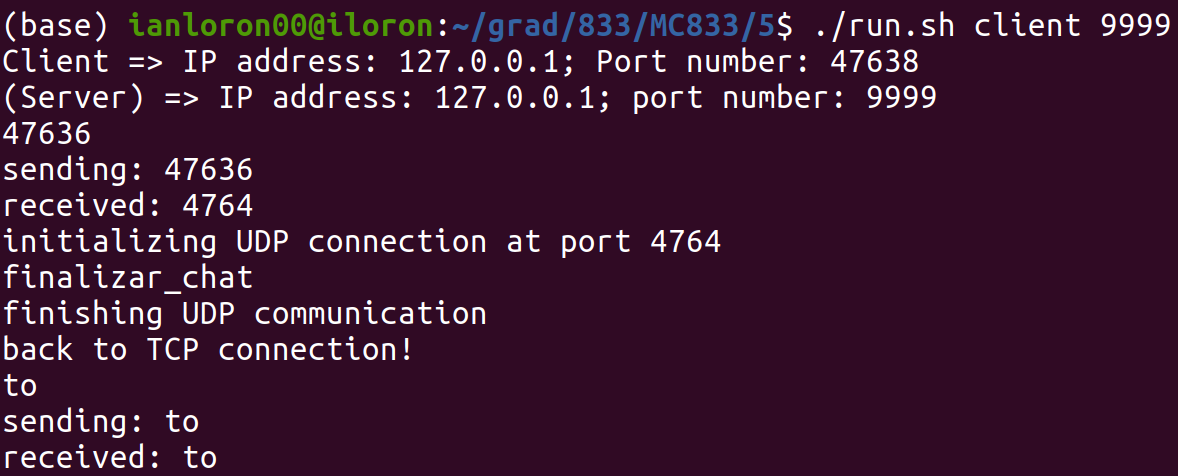 (base) ianloron00@iloron:~/grad/833/MC833/5$ ./run.sh client 9999
Client => IP address: 127.0.0.1; Port number: 47638
(Server) => IP address: 127.0.0.1; port number: 9999
47636
sending: 47636
received: 4764
initializing UDP connection at port 4764
finalizar_chat
finishing UDP communication
back to TCP connection!
to
sending: to
received: to